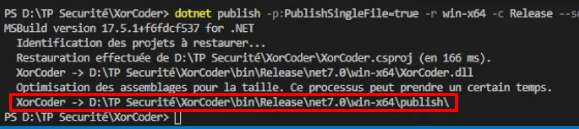 PS D:\TP Securité\XorCoder> dotnet publish -p:PublishSingleFile=true -r win-x64 -c Release
MSBuild version 17.5.1+f6fdcf537 for .NET
Identification des projets à restaurer...
Restauration effectuée de D:\TP Securité\XorCoder\XorCoder.csproj (en 166 ms).
XorCoder -> D:\TP Securité\XorCoder\bin\Release\net7.0\win-x64\XorCoder.dll
Optimisation des assemblages pour la taille. Ce processus peut prendre un certain temps.
XorCoder -> D:\TP Securité\XorCoder\bin\Release\net7.0\win-x64\publish\
PS D:\TP Securité\XorCoder>